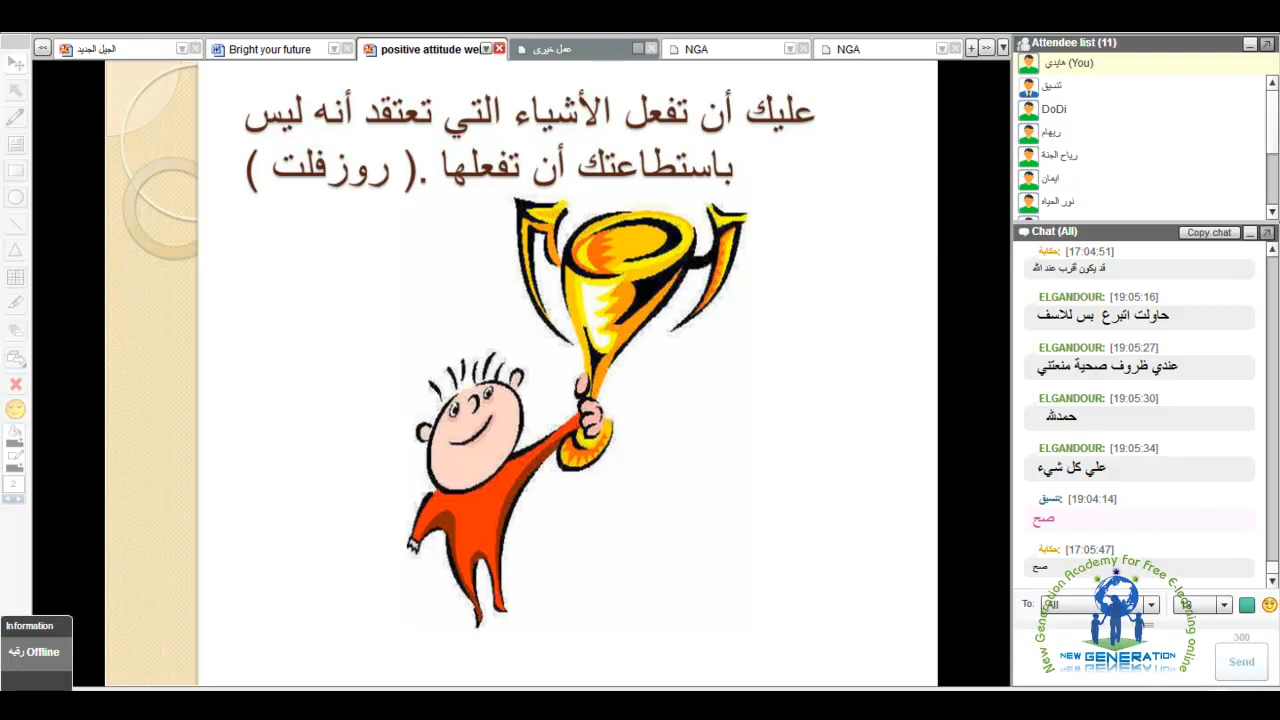 << الجيل الجديد Bright your future positive attitude we عمل خيرى NGA NGA + >>
عليك أن تفعل الأشياء التي تعتقد أنه ليس
باستطاعتك أن تفعلها .( روزفلت )
2
Information
رقيه Offline
Attendee list (11)
هايدي (You)
تنسيق
DoDi
ريهام
رياح الجنة
ايمان
نور الحياه
Chat (All) Copy chat
حكاية: [17:04:51]
قد يكون أقرب عند الله
ELGANDOUR: [19:05:16]
حاولت اتبرع بس للاسف
ELGANDOUR: [19:05:27]
عندي ظروف صحية منعتني
ELGANDOUR: [19:05:30]
حمدلله
ELGANDOUR: [19:05:34]
علي كل شيء
تنسيق: [19:04:14]
صح
حكاية: [17:05:47]
صح
To: All 13
300
Send
New Generation Academy For Free E-learning online
NEW GENERATION